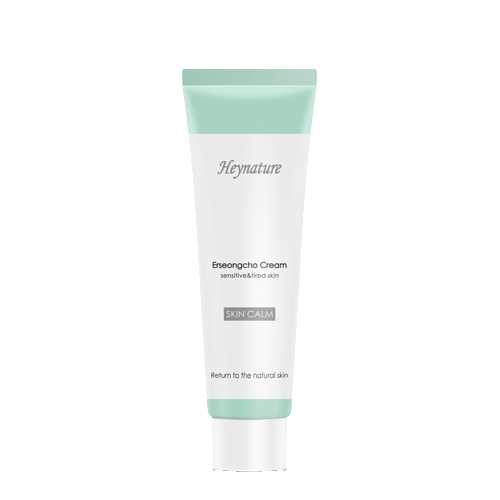 Heynature
Erseongcho Cream
sensitive&tired skin
SKIN CALM
Return to the natural skin